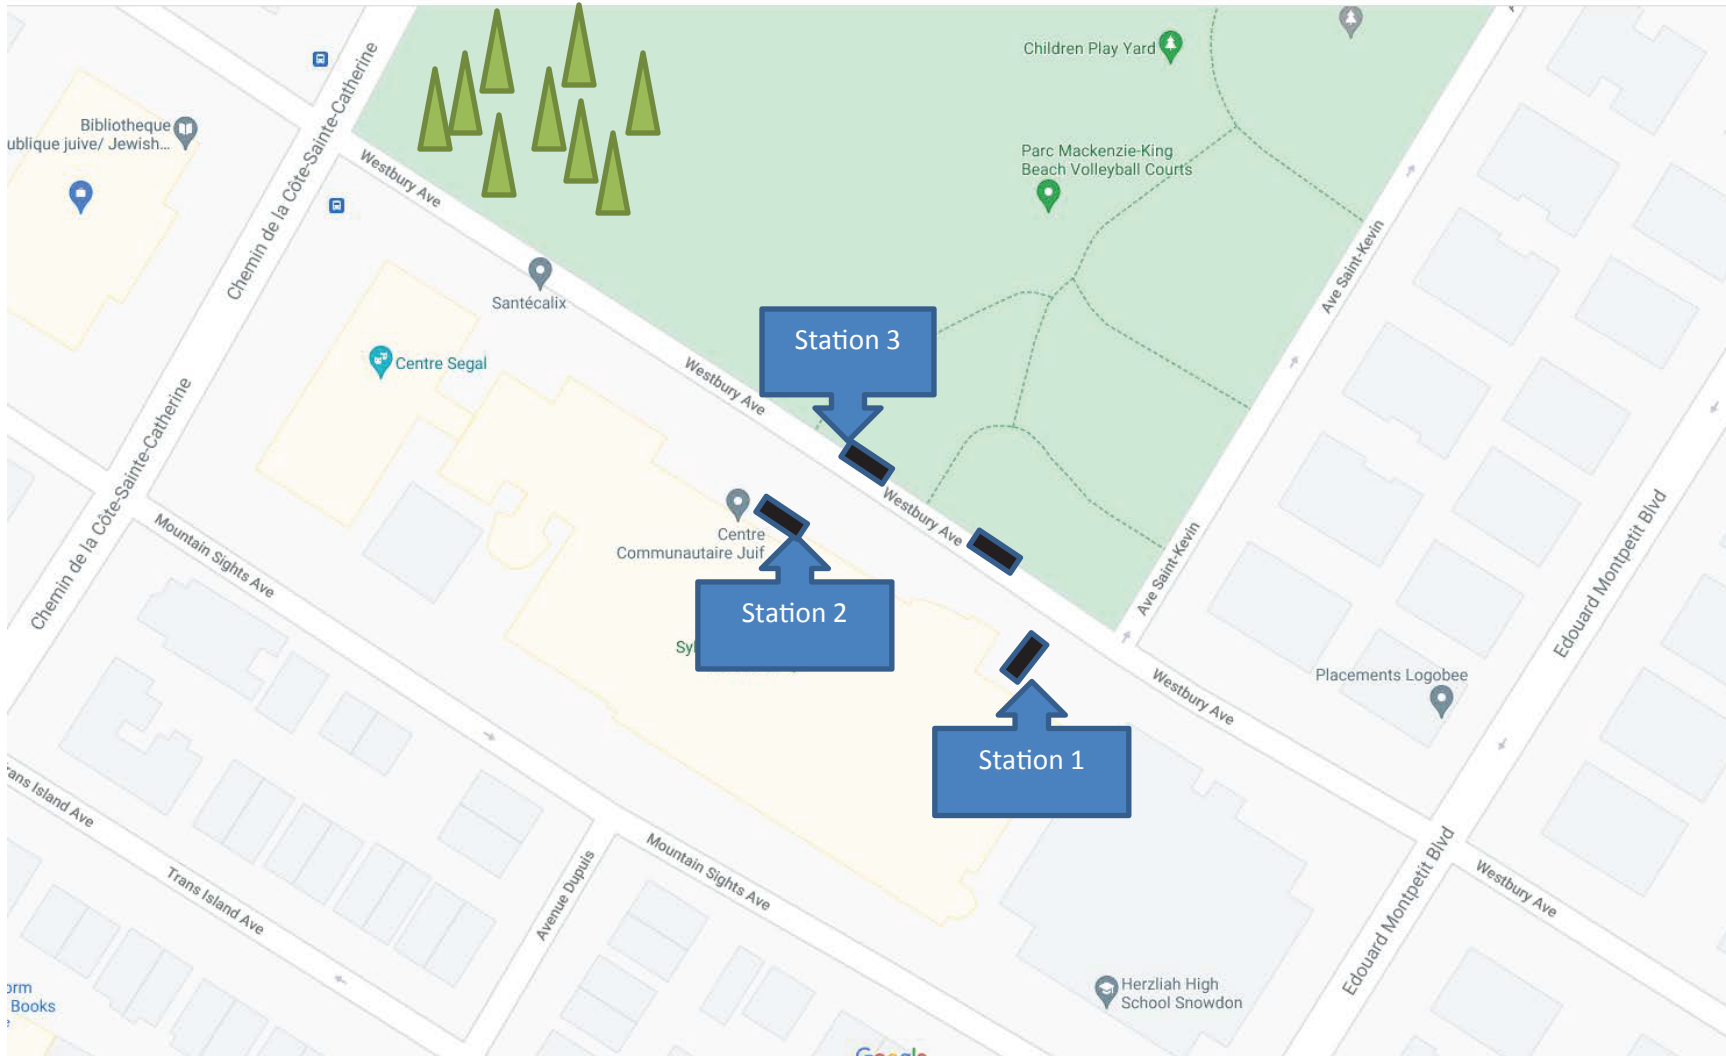 Children Play Yard
Chemin de la Côte-Sainte-Catherine
Bibliotheque
ublique juive/ Jewish...
Westbury Ave
Parc Mackenzie-King
Beach Volleyball Courts
Ave Saint-Kevin
Santécalix
Station 3
Centre Segal
Westbury Ave
Chemin de la Côte-Sainte-Catherine
Westbury Ave
Centre
Communautaire Juif
Mountain Sights Ave
Ave Saint-Kevin
Edouard Montpetit Blvd
Station 2
Syl
Westbury Ave
Placements Logobee
Station 1
rans Island Ave
Mountain Sights Ave
Trans Island Ave
Avenue Dupuis
Edouard Montpetit Blvd
Westbury Ave
Herzliah High
School Snowdon
orm
Books
e
Google